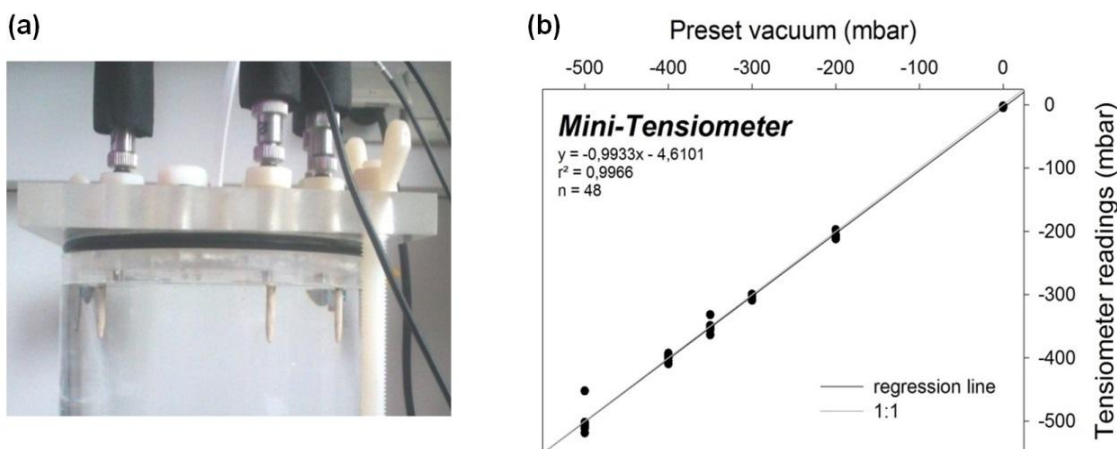 (a)
(b)
Preset vacuum (mbar)
-500 -400 -300 -200 -100 0
Mini-Tensiometer
y = -0,9933x - 4,6101
r² = 0,9966
n = 48
0
-100
-200
-300
-400
-500
Tensiometer readings (mbar)
regression line
1:1